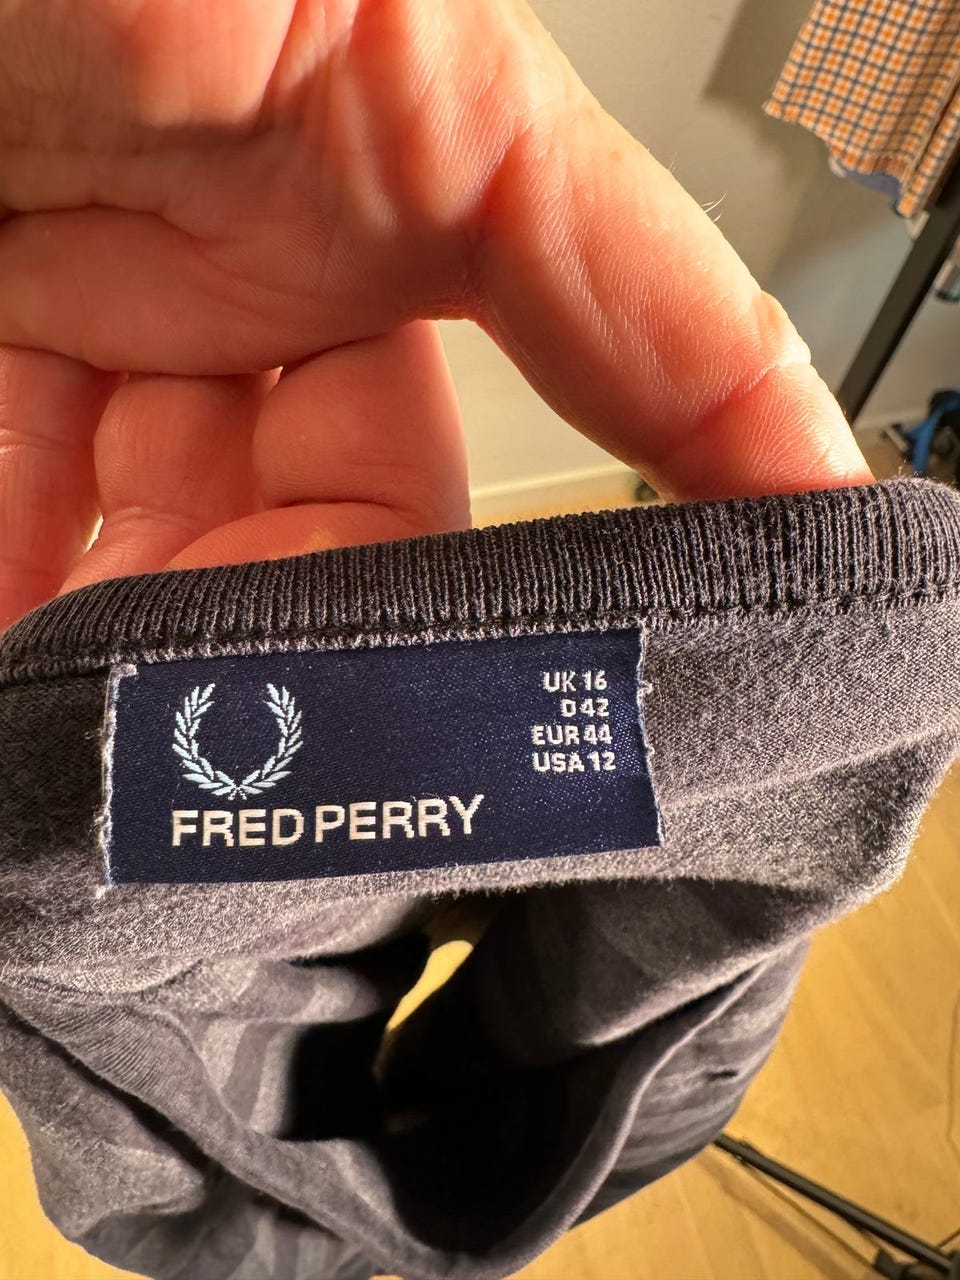 UK 16
D 42
EUR 44
USA 12
FRED PERRY